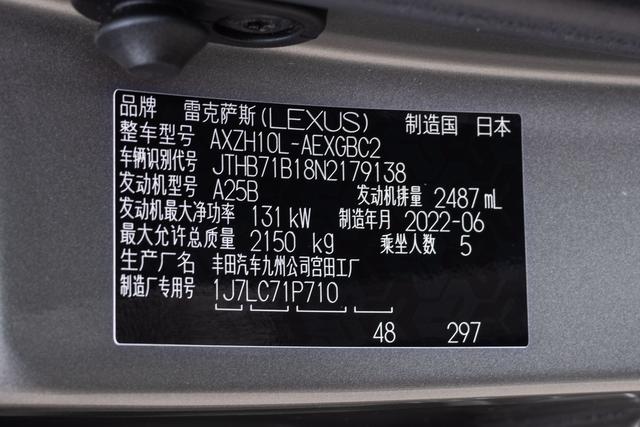 品牌 雷克萨斯(LEXUS) 制造国 日本
整车型号 AXZH10L-AEXGBC2
车辆识别代号 JTHB71B18N2179138
发动机型号 A25B 发动机排量 2487 mL
发动机最大净功率 131 kW 制造年月 2022-06
最大允许总质量 2150 kg 乘坐人数 5
生产厂名 丰田汽车九州公司宫田工厂
制造厂专用号 1J7LC71P710
48 297